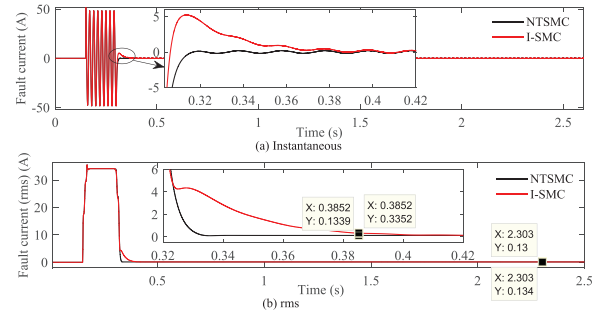 (a)
Fault current (A)
50
0
-50
5
0
-5
0.32 0.34 0.36 0.38 0.4 0.42
NTSMC
I-SMC
0 0.5 1 1.5 2 2.5
Time (s)
(a) Instantaneous
(b)
Fault current (rms) (A)
30
20
10
0
6
4
2
0
0.32 0.34 0.36 0.38 0.4 0.42
X: 0.3852
Y: 0.1339
X: 0.3852
Y: 0.3352
NTSMC
I-SMC
X: 2.303
Y: 0.13
X: 2.303
Y: 0.134
0.5 1 1.5 2 2.5
Time (s)
(b) rms